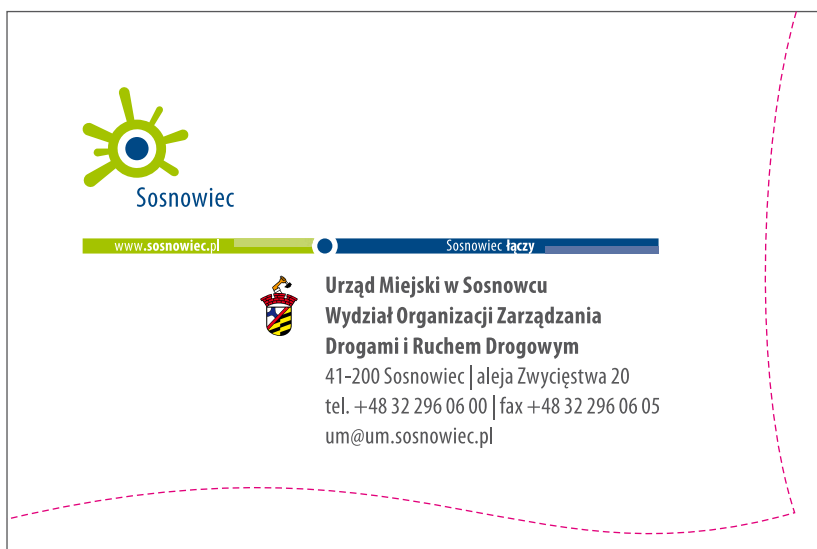 Sosnowiec
www.sosnowiec.pl
Sosnowiec łączy
Urząd Miejski w Sosnowcu
Wydział Organizacji Zarządzania
Drogami i Ruchem Drogowym
41-200 Sosnowiec | aleja Zwycięstwa 20
tel. +48 32 296 06 00 | fax +48 32 296 06 05
um@um.sosnowiec.pl